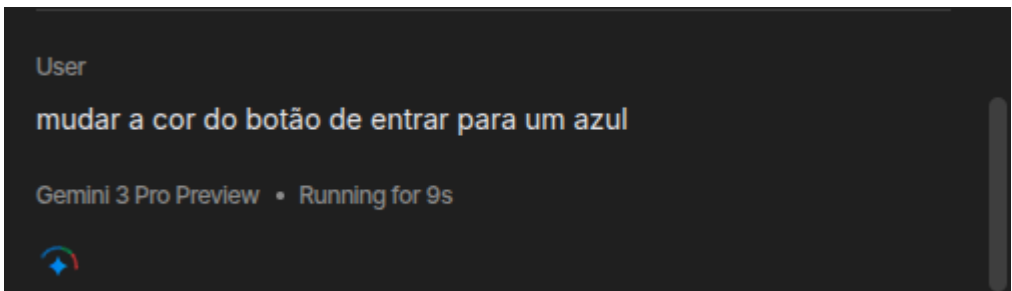 User
mudar a cor do botão de entrar para um azul
Gemini 3 Pro Preview • Running for 9s